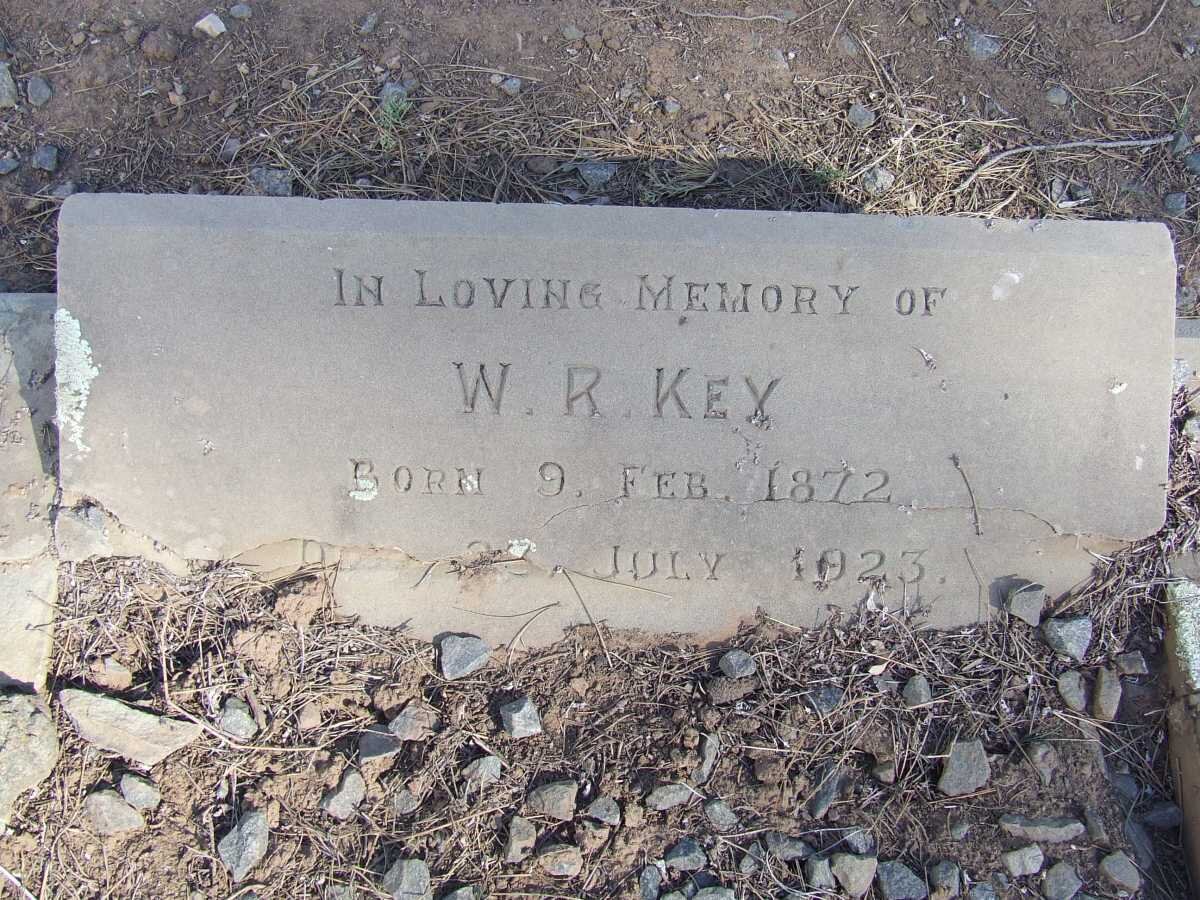 IN LOVING MEMORY OF
W. R. KEY
BORN 9. FEB. 1872
JULY 1923.